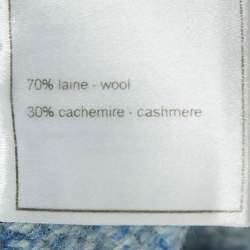 70% laine - wool
30% cachemire - cashmere